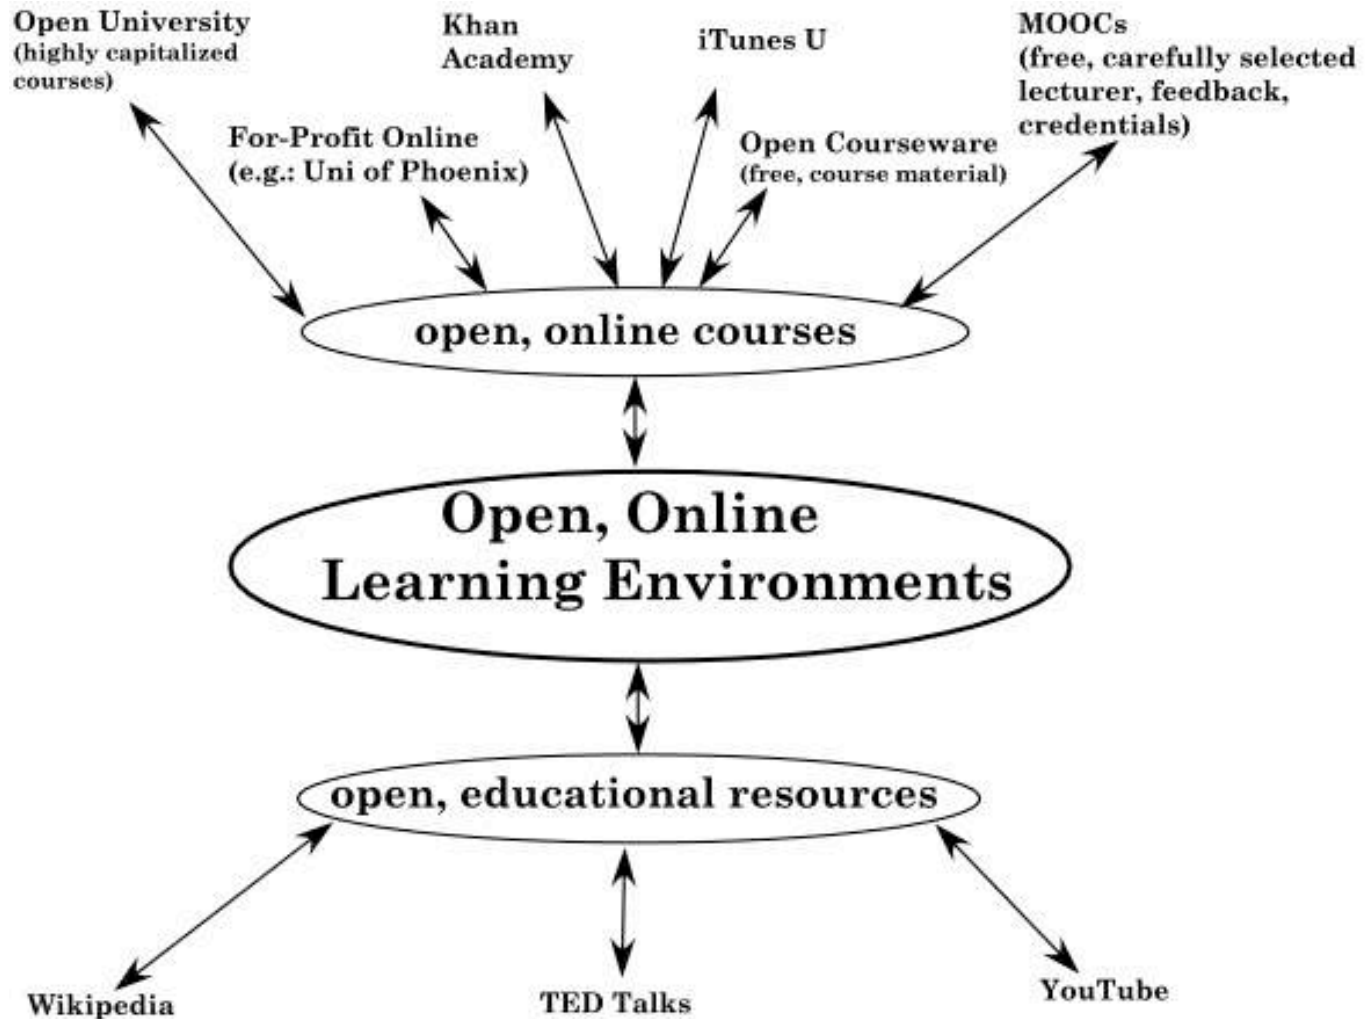 Open University
(highly capitalized
courses)
Khan
Academy
iTunes U
MOOCs
(free, carefully selected
lecturer, feedback,
credentials)
For-Profit Online
(e.g.: Uni of Phoenix)
Open Courseware
(free, course material)
open, online courses
Open, Online
Learning Environments
open, educational resources
Wikipedia
TED Talks
YouTube